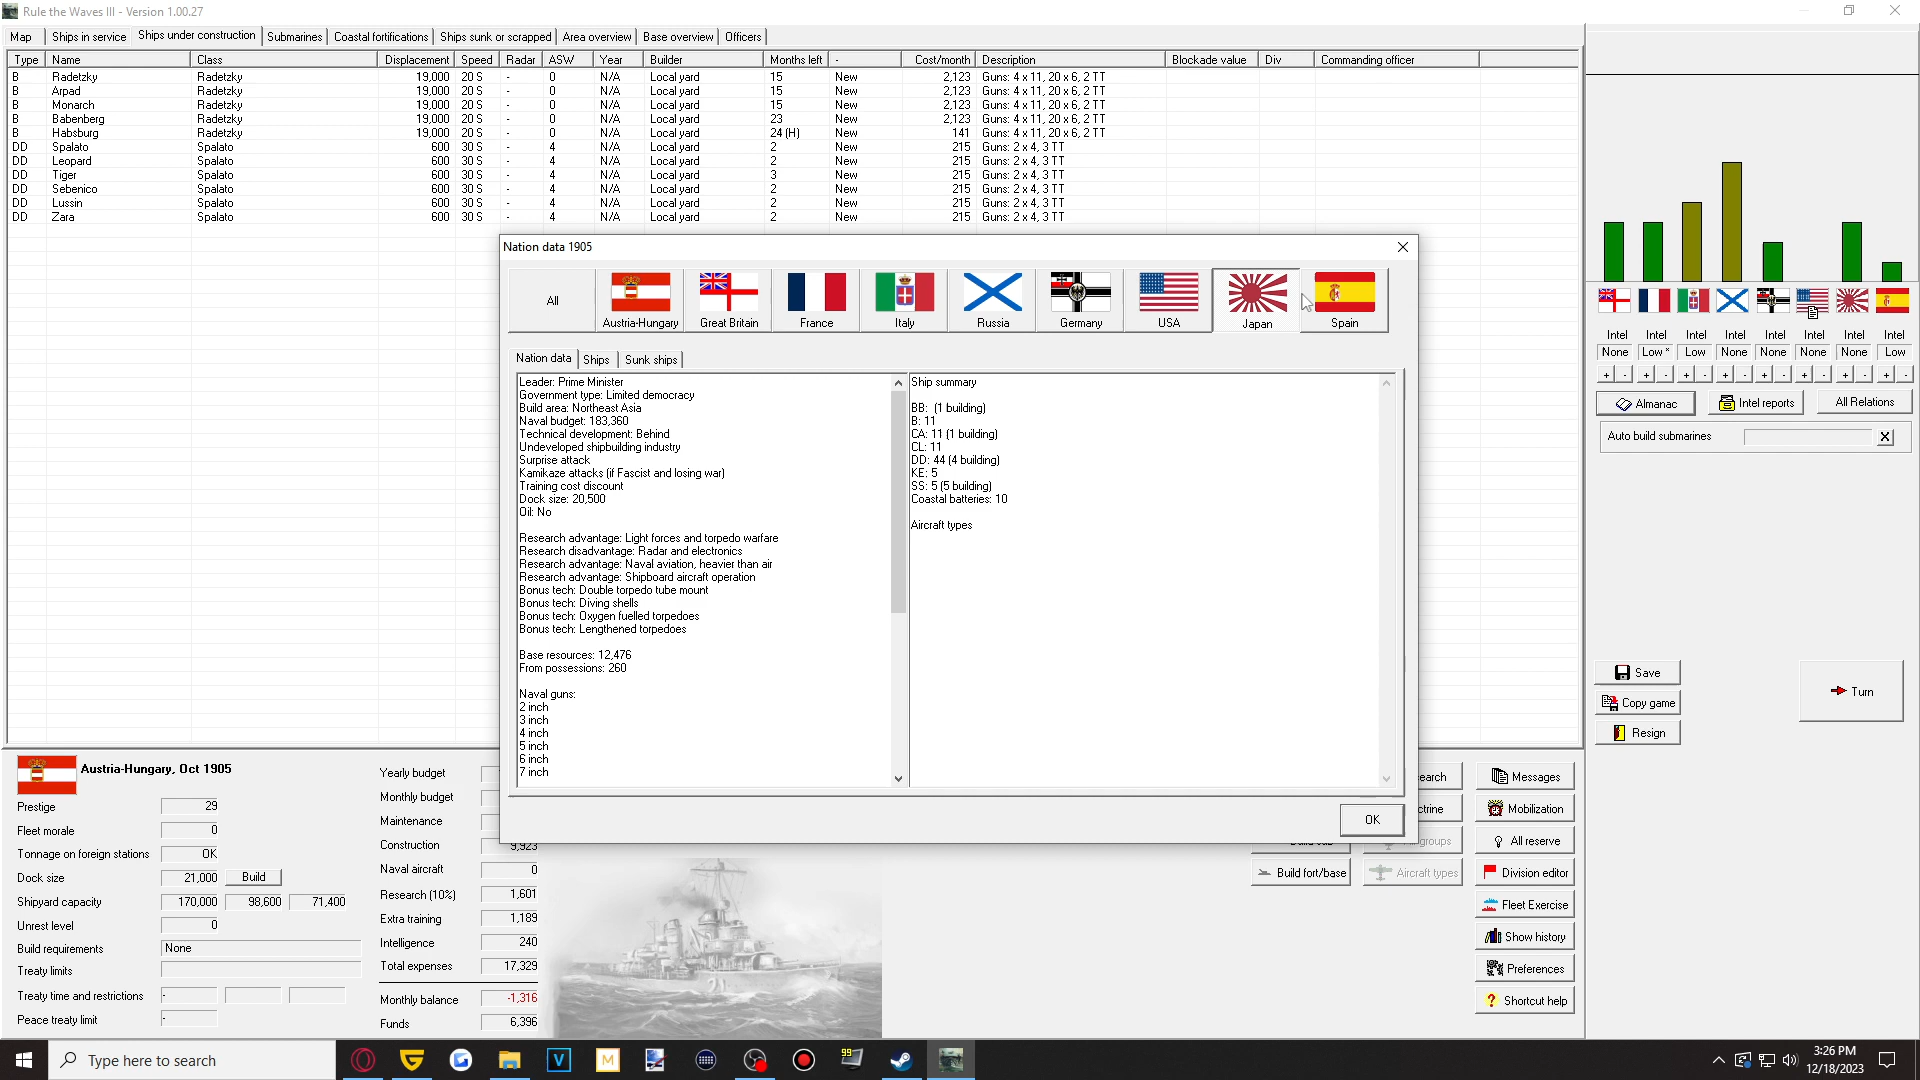 Rule the Waves III - Version 1.00.27
Map Ships in service Ships under construction Submarines Coastal fortifications Ships sunk or scrapped Area overview Base overview Officers
Type Name Class Displacement Speed Radar ASW Year Builder Months left - Cost/month Description Blockade value Div Commanding officer
B Radetzky Radetzky 19,000 20 S - 0 N/A Local yard 15 New 2,123 Guns: 4 x 11, 20 x 6, 2 TT
B Arpad Radetzky 19,000 20 S - 0 N/A Local yard 15 New 2,123 Guns: 4 x 11, 20 x 6, 2 TT
B Monarch Radetzky 19,000 20 S - 0 N/A Local yard 15 New 2,123 Guns: 4 x 11, 20 x 6, 2 TT
B Babenberg Radetzky 19,000 20 S - 0 N/A Local yard 23 New 2,123 Guns: 4 x 11, 20 x 6, 2 TT
B Habsburg Radetzky 19,000 20 S - 0 N/A Local yard 24 (H) New 141 Guns: 4 x 11, 20 x 6, 2 TT
DD Spalato Spalato 600 30 S - 4 N/A Local yard 2 New 215 Guns: 2 x 4, 3 TT
DD Leopard Spalato 600 30 S - 4 N/A Local yard 2 New 215 Guns: 2 x 4, 3 TT
DD Tiger Spalato 600 30 S - 4 N/A Local yard 3 New 215 Guns: 2 x 4, 3 TT
DD Sebenico Spalato 600 30 S - 4 N/A Local yard 2 New 215 Guns: 2 x 4, 3 TT
DD Lussin Spalato 600 30 S - 4 N/A Local yard 2 New 215 Guns: 2 x 4, 3 TT
DD Zara Spalato 600 30 S - 4 N/A Local yard 2 New 215 Guns: 2 x 4, 3 TT
Nation data 1905
All Austria-Hungary Great Britain France Italy Russia Germany USA Japan Spain
Nation data Ships Sunk ships
Leader: Prime Minister
Government type: Limited democracy
Build area: Northeast Asia
Naval budget: 183,360
Technical development: Behind
Undeveloped shipbuilding industry
Surprise attack
Kamikaze attacks (if Fascist and losing war)
Training cost discount
Dock size: 20,500
Oil: No
Research advantage: Light forces and torpedo warfare
Research disadvantage: Radar and electronics
Research advantage: Naval aviation, heavier than air
Research advantage: Shipboard aircraft operation
Bonus tech: Double torpedo tube mount
Bonus tech: Diving shells
Bonus tech: Oxygen fuelled torpedoes
Bonus tech: Lengthened torpedoes
Base resources: 12,476
From possessions: 260
Naval guns:
2 inch
3 inch
4 inch
5 inch
6 inch
7 inch
Ship summary
BB: (1 building)
B: 11
CA: 11 (1 building)
CL: 11
DD: 44 (4 building)
KE: 5
SS: 5 (5 building)
Coastal batteries: 10
Aircraft types
OK
Intel Intel Intel Intel Intel Intel Intel Intel
None Low * Low None None None None Low
+ - + - + - + - + - + - + - + -
Almanac Intel reports All Relations
Auto build submarines X
Save
Copy game
Resign
Turn
Austria-Hungary, Oct 1905
Prestige 29
Fleet morale 0
Tonnage on foreign stations OK
Dock size 21,000 Build
Shipyard capacity 170,000 98,600 71,400
Unrest level 0
Build requirements None
Treaty limits
Treaty time and restrictions -
Peace treaty limit -
Yearly budget
Monthly budget
Maintenance
Construction 9,923
Naval aircraft 0
Research (10%) 1,601
Extra training 1,189
Intelligence 240
Total expenses 17,329
Monthly balance -1,316
Funds 6,396
Build fort/base Aircraft types
Messages
Mobilization
All reserve
Division editor
Fleet Exercise
Show history
Preferences
Shortcut help
Type here to search
99
3:26 PM
12/18/2023